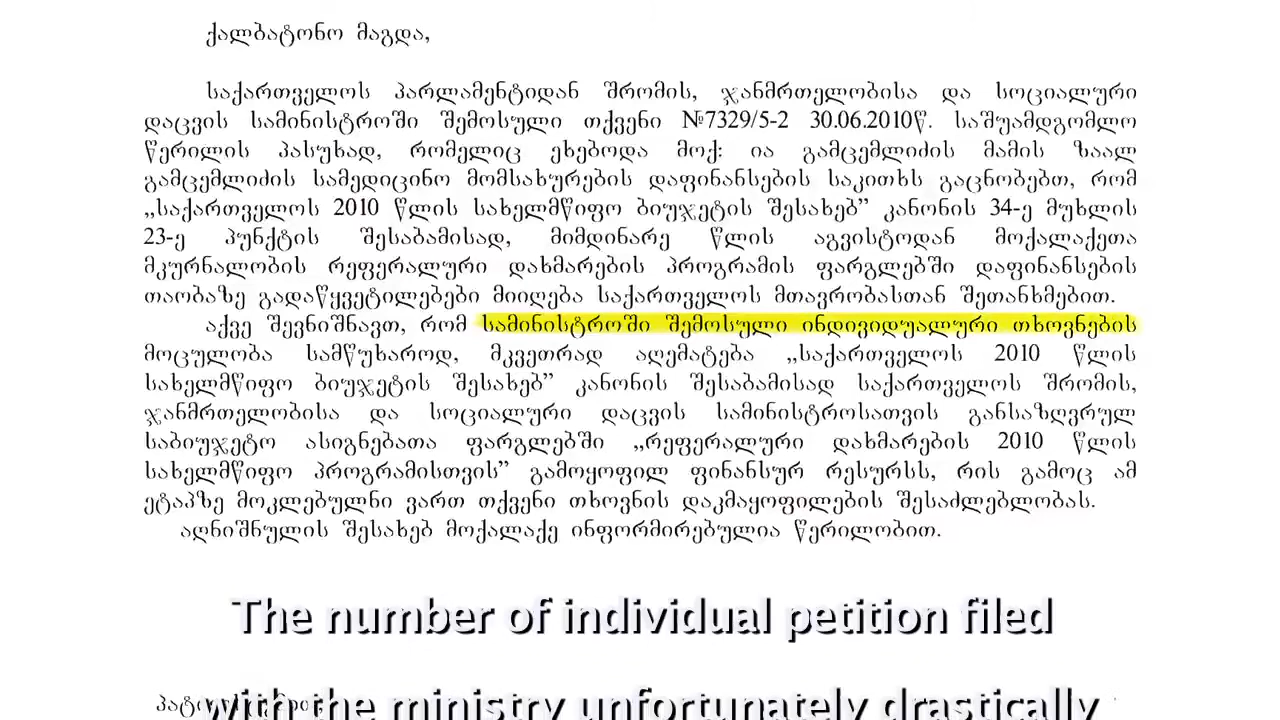 ქალბატონო მაგდა,
საქართველოს პარლამენტიდან შრომის, ჯანმრთელობისა და სოციალური
დაცვის სამინისტროში შემოსული თქვენი №7329/5-2 30.06.2010წ. საშუამდგომლო
წერილის პასუხად, რომელიც ეხებოდა მოქ: ია გამცემლიძის მამის ზაალ
გამცემლიძის სამედიცინო მომსახურების დაფინანსების საკითხს გაცნობებთ, რომ
„საქართველოს 2010 წლის სახელმწიფო ბიუჯეტის შესახებ” კანონის 34-ე მუხლის
23-ე პუნქტის შესაბამისად, მიმდინარე წლის აგვისტოდან მოქალაქეთა
მკურნალობის რეფერალური დახმარების პროგრამის ფარგლებში დაფინანსების
თაობაზე გადაწყვეტილებები მიიღება საქართველოს მთავრობასთან შეთანხმებით.
აქვე შევნიშნავთ, რომ სამინისტროში შემოსული ინდივიდუალური თხოვნების
მოცულობა სამწუხაროდ, მკვეთრად აღემატება „საქართველოს 2010 წლის
სახელმწიფო ბიუჯეტის შესახებ” კანონის შესაბამისად საქართველოს შრომის,
ჯანმრთელობისა და სოციალური დაცვის სამინისტროსათვის განსაზღვრულ
საბიუჯეტო ასიგნებათა ფარგლებში „რეფერალური დახმარების 2010 წლის
სახელმწიფო პროგრამისთვის” გამოყოფილ ფინანსურ რესურსს, რის გამოც ამ
ეტაპზე მოკლებულნი ვართ თქვენი თხოვნის დაკმაყოფილების შესაძლებლობას.
აღნიშნულის შესახებ მოქალაქე ინფორმირებულია წერილობით.
The number of individual petition filed
with the ministry unfortunately drastically